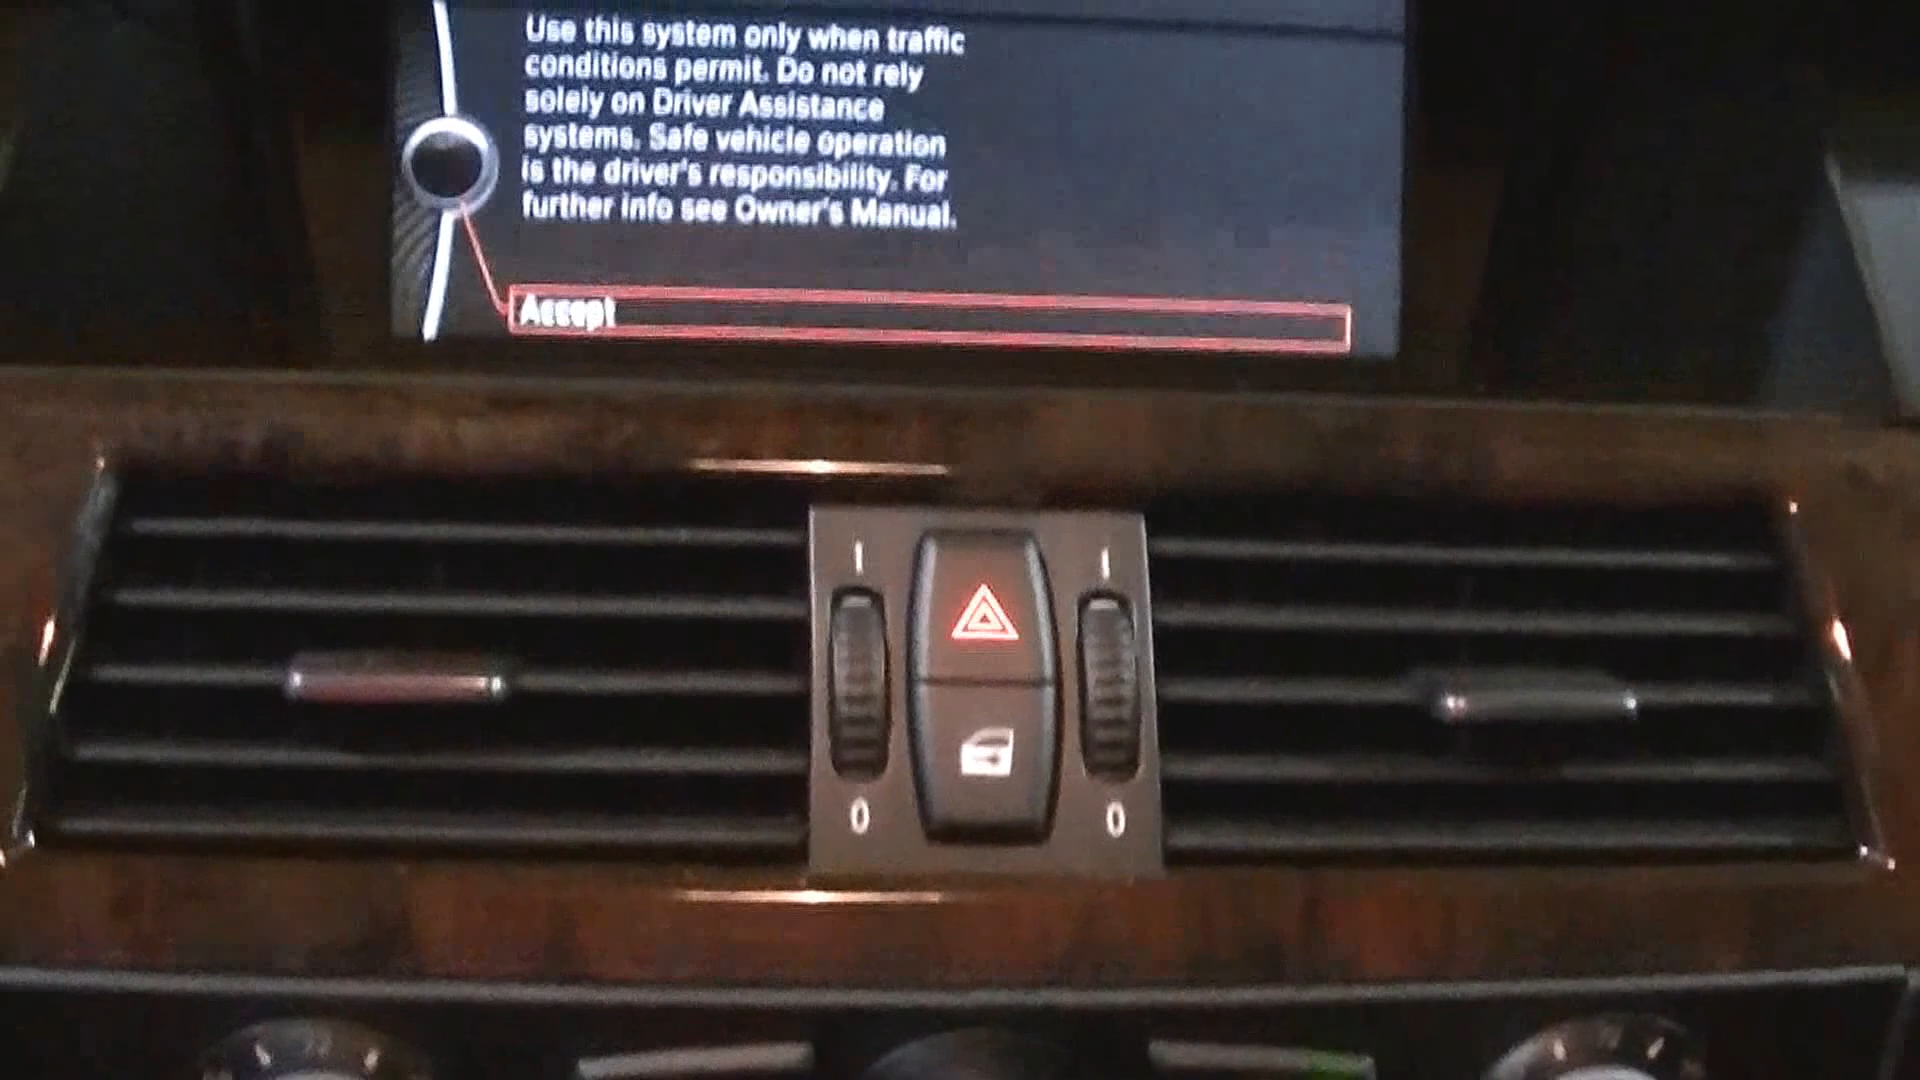 Use this system only when traffic
conditions permit. Do not rely
solely on Driver Assistance
systems. Safe vehicle operation
is the driver's responsibility. For
further info see Owner's Manual.
Accept
I I
0 0